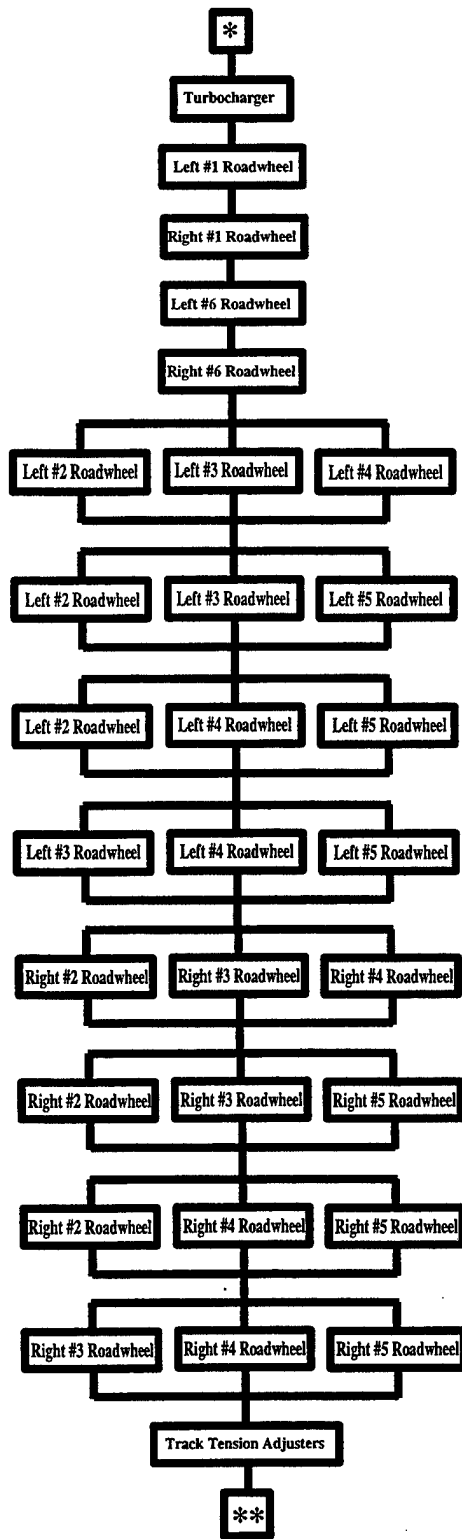 *
Turbocharger
Left #1 Roadwheel
Right #1 Roadwheel
Left #6 Roadwheel
Right #6 Roadwheel
Left #2 Roadwheel Left #3 Roadwheel Left #4 Roadwheel
Left #2 Roadwheel Left #3 Roadwheel Left #5 Roadwheel
Left #2 Roadwheel Left #4 Roadwheel Left #5 Roadwheel
Left #3 Roadwheel Left #4 Roadwheel Left #5 Roadwheel
Right #2 Roadwheel Right #3 Roadwheel Right #4 Roadwheel
Right #2 Roadwheel Right #3 Roadwheel Right #5 Roadwheel
Right #2 Roadwheel Right #4 Roadwheel Right #5 Roadwheel
Right #3 Roadwheel Right #4 Roadwheel Right #5 Roadwheel
Track Tension Adjusters
**